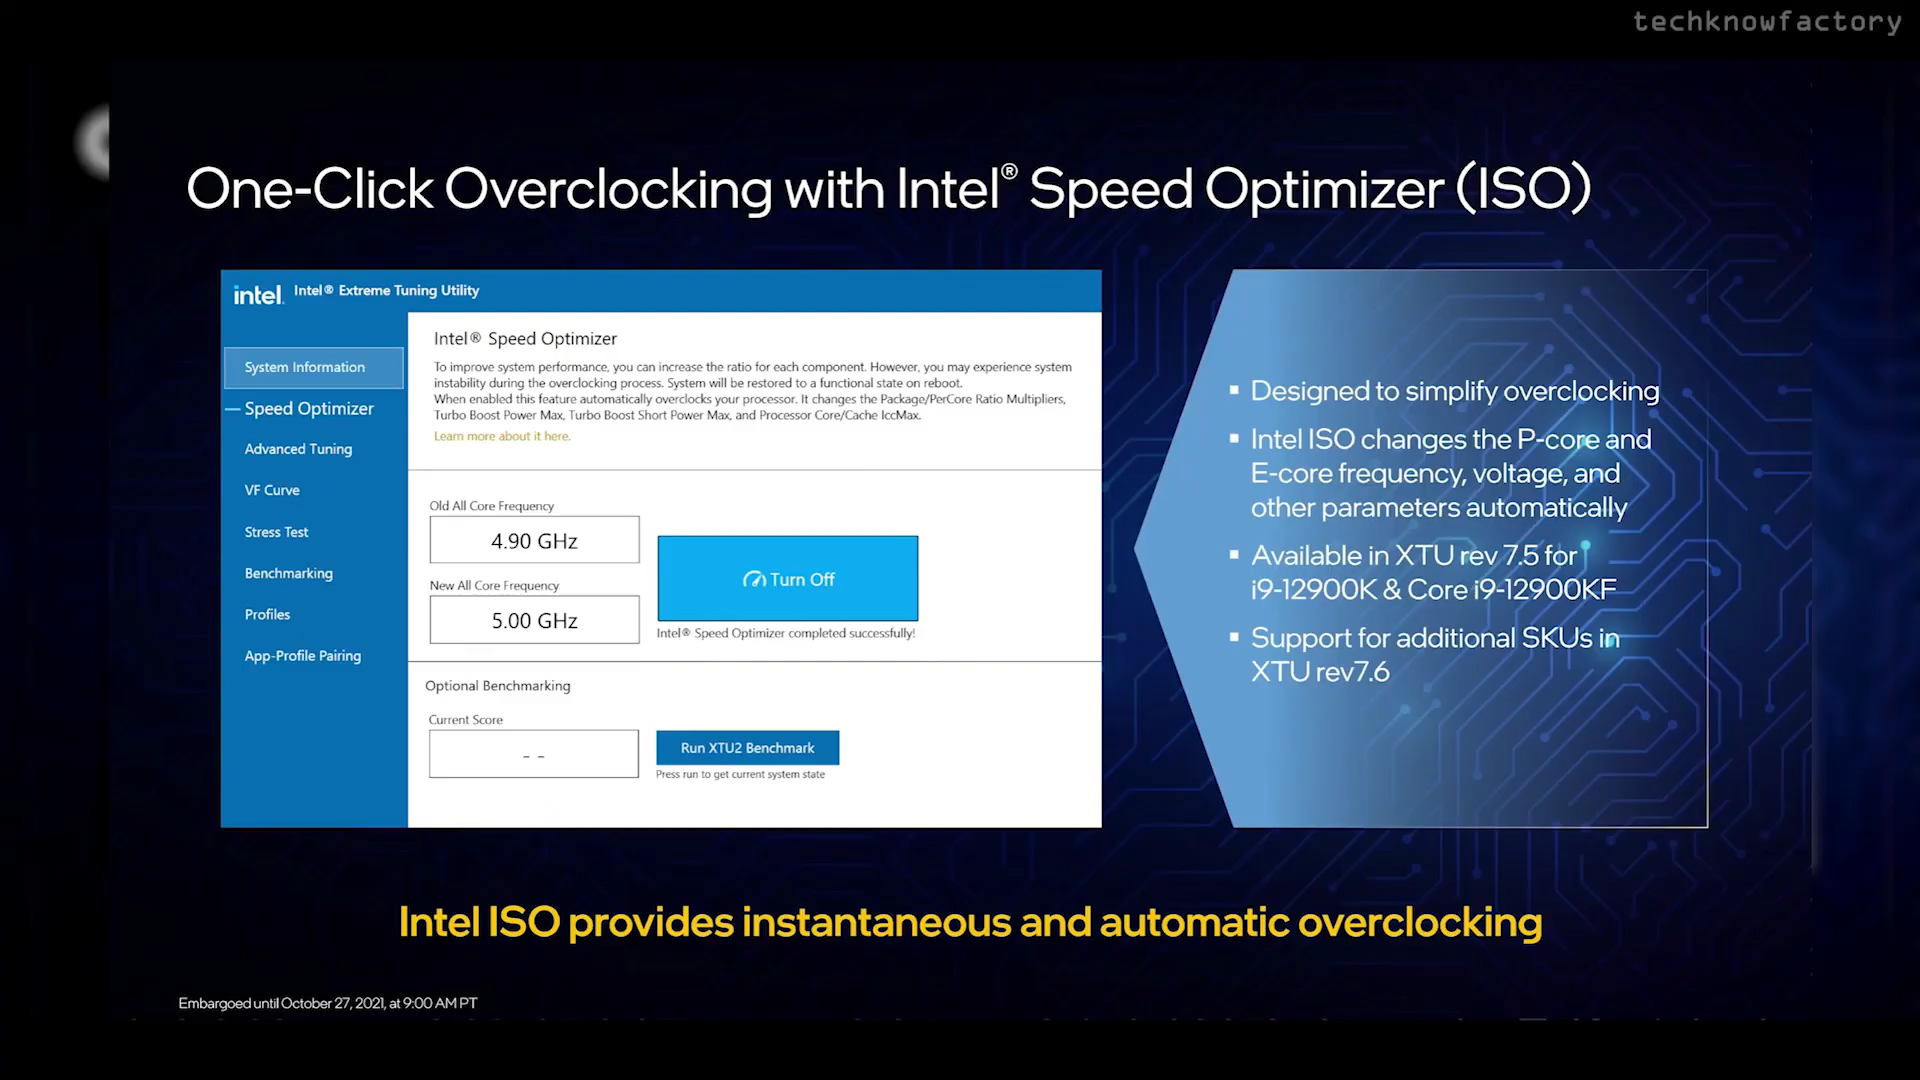 techknowfactory
One-Click Overclocking with Intel® Speed Optimizer (ISO)
intel. Intel® Extreme Tuning Utility
System Information
Speed Optimizer
Advanced Tuning
VF Curve
Stress Test
Benchmarking
Profiles
App-Profile Pairing
Intel® Speed Optimizer
To improve system performance, you can increase the ratio for each component. However, you may experience system
instability during the overclocking process. System will be restored to a functional state on reboot.
When enabled this feature automatically overclocks your processor. It changes the Package/PerCore Ratio Multipliers,
Turbo Boost Power Max, Turbo Boost Short Power Max, and Processor Core/Cache IccMax.
Learn more about it here.
Old All Core Frequency
4.90 GHz
New All Core Frequency
5.00 GHz
Turn Off
Intel® Speed Optimizer completed successfully!
Optional Benchmarking
Current Score
- -
Run XTU2 Benchmark
Press run to get current system state
▪ Designed to simplify overclocking
▪ Intel ISO changes the P-core and
E-core frequency, voltage, and
other parameters automatically
▪ Available in XTU rev 7.5 for
i9-12900K & Core i9-12900KF
▪ Support for additional SKUs in
XTU rev7.6
Intel ISO provides instantaneous and automatic overclocking
Embargoed until October 27, 2021, at 9:00 AM PT